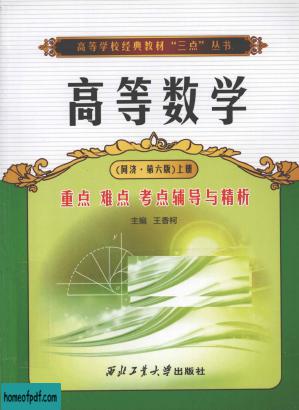 高等学校经典教材“三点”丛书
高等数学
(同济·第六版)上册
重点 难点 考点辅导与精析
主编 王香柯
西北工业大学出版社
www.homeofpdf.com